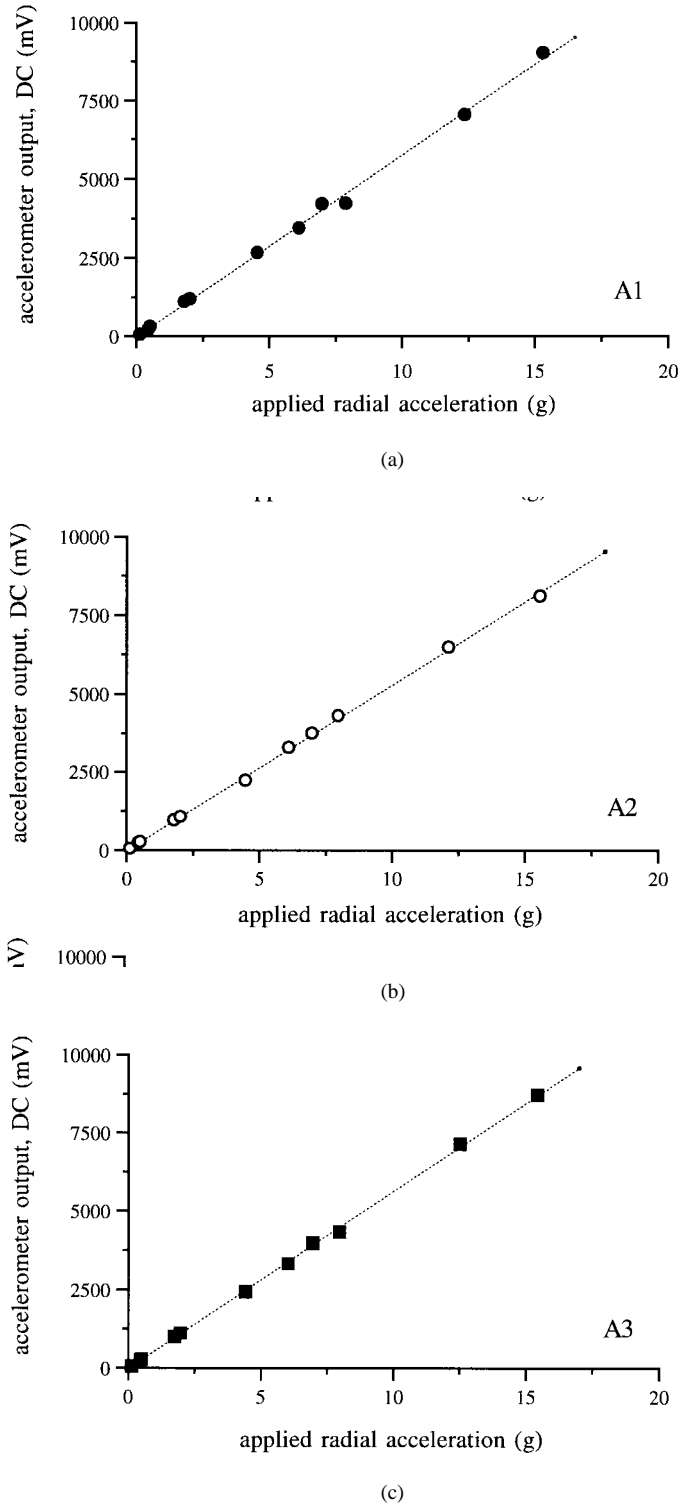 accelerometer output, DC (mV)
10000
7500
5000
2500
0
0 5 10 15 20
A1
applied radial acceleration (g)
(a)
accelerometer output, DC (mV)
10000
7500
5000
2500
0
0 5 10 15 20
A2
applied radial acceleration (g)
V)
10000
(b)
accelerometer output, DC (mV)
10000
7500
5000
2500
0
0 5 10 15 20
A3
applied radial acceleration (g)
(c)